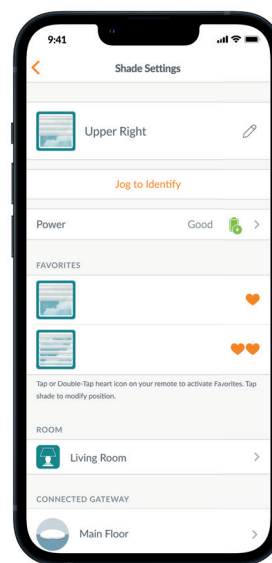 9:41
Shade Settings
Upper Right
Jog to Identify
Power Good
FAVORITES
Tap or Double-Tap heart icon on your remote to activate Favorites. Tap
shade to modify position.
ROOM
Living Room
CONNECTED GATEWAY
Main Floor